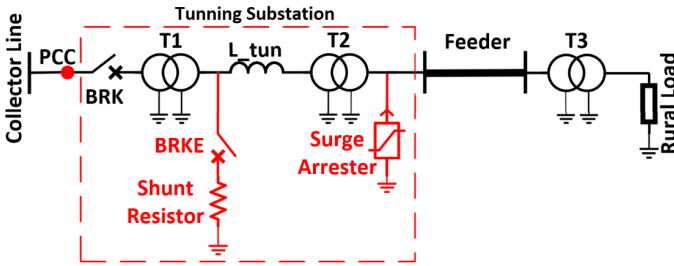 Tunning Substation
Collector Line
PCC
BRK
T1
L_tun
T2
Feeder
T3
Rural Load
BRKE
Shunt
Resistor
Surge
Arrester